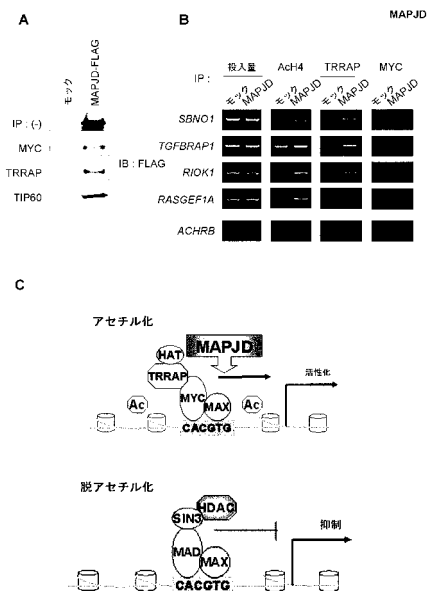 MAPJD
A
モック
MAPJD-FLAG
IP : (-)
MYC
TRRAP
TIP60
IB : FLAG
B
IP :
投入量
AcH4
TRRAP
MYC
モック
MAPJD
モック
MAPJD
モック
MAPJD
モック
MAPJD
SBNO1
TGFBRAP1
RIOK1
RASGEF1A
ACHRB
C
アセチル化
HAT
MAPJD
TRRAP
MYC
MAX
Ac
Ac
CACGTG
活性化
脱アセチル化
HDAC
SIN3
MAD
MAX
CACGTG
抑制